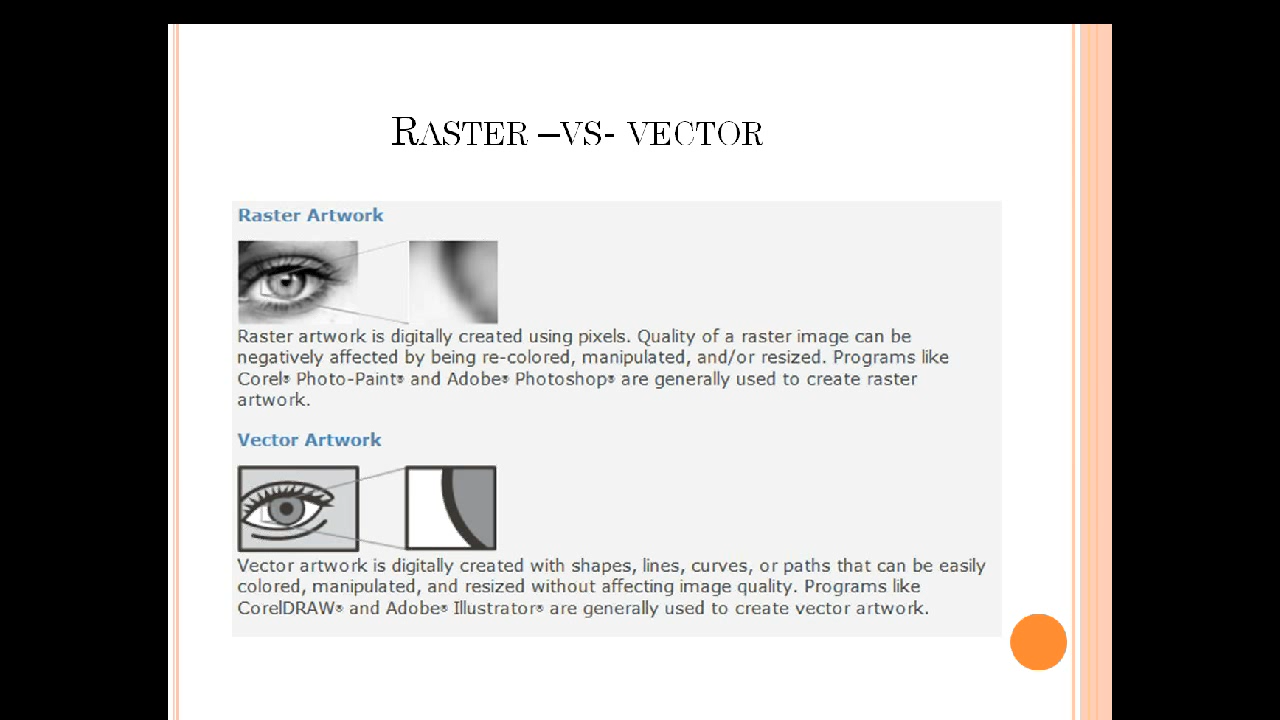 RASTER –VS- VECTOR
Raster Artwork
Raster artwork is digitally created using pixels. Quality of a raster image can be
negatively affected by being re-colored, manipulated, and/or resized. Programs like
Corel® Photo-Paint® and Adobe® Photoshop® are generally used to create raster
artwork.
Vector Artwork
Vector artwork is digitally created with shapes, lines, curves, or paths that can be easily
colored, manipulated, and resized without affecting image quality. Programs like
CorelDRAW® and Adobe® Illustrator® are generally used to create vector artwork.